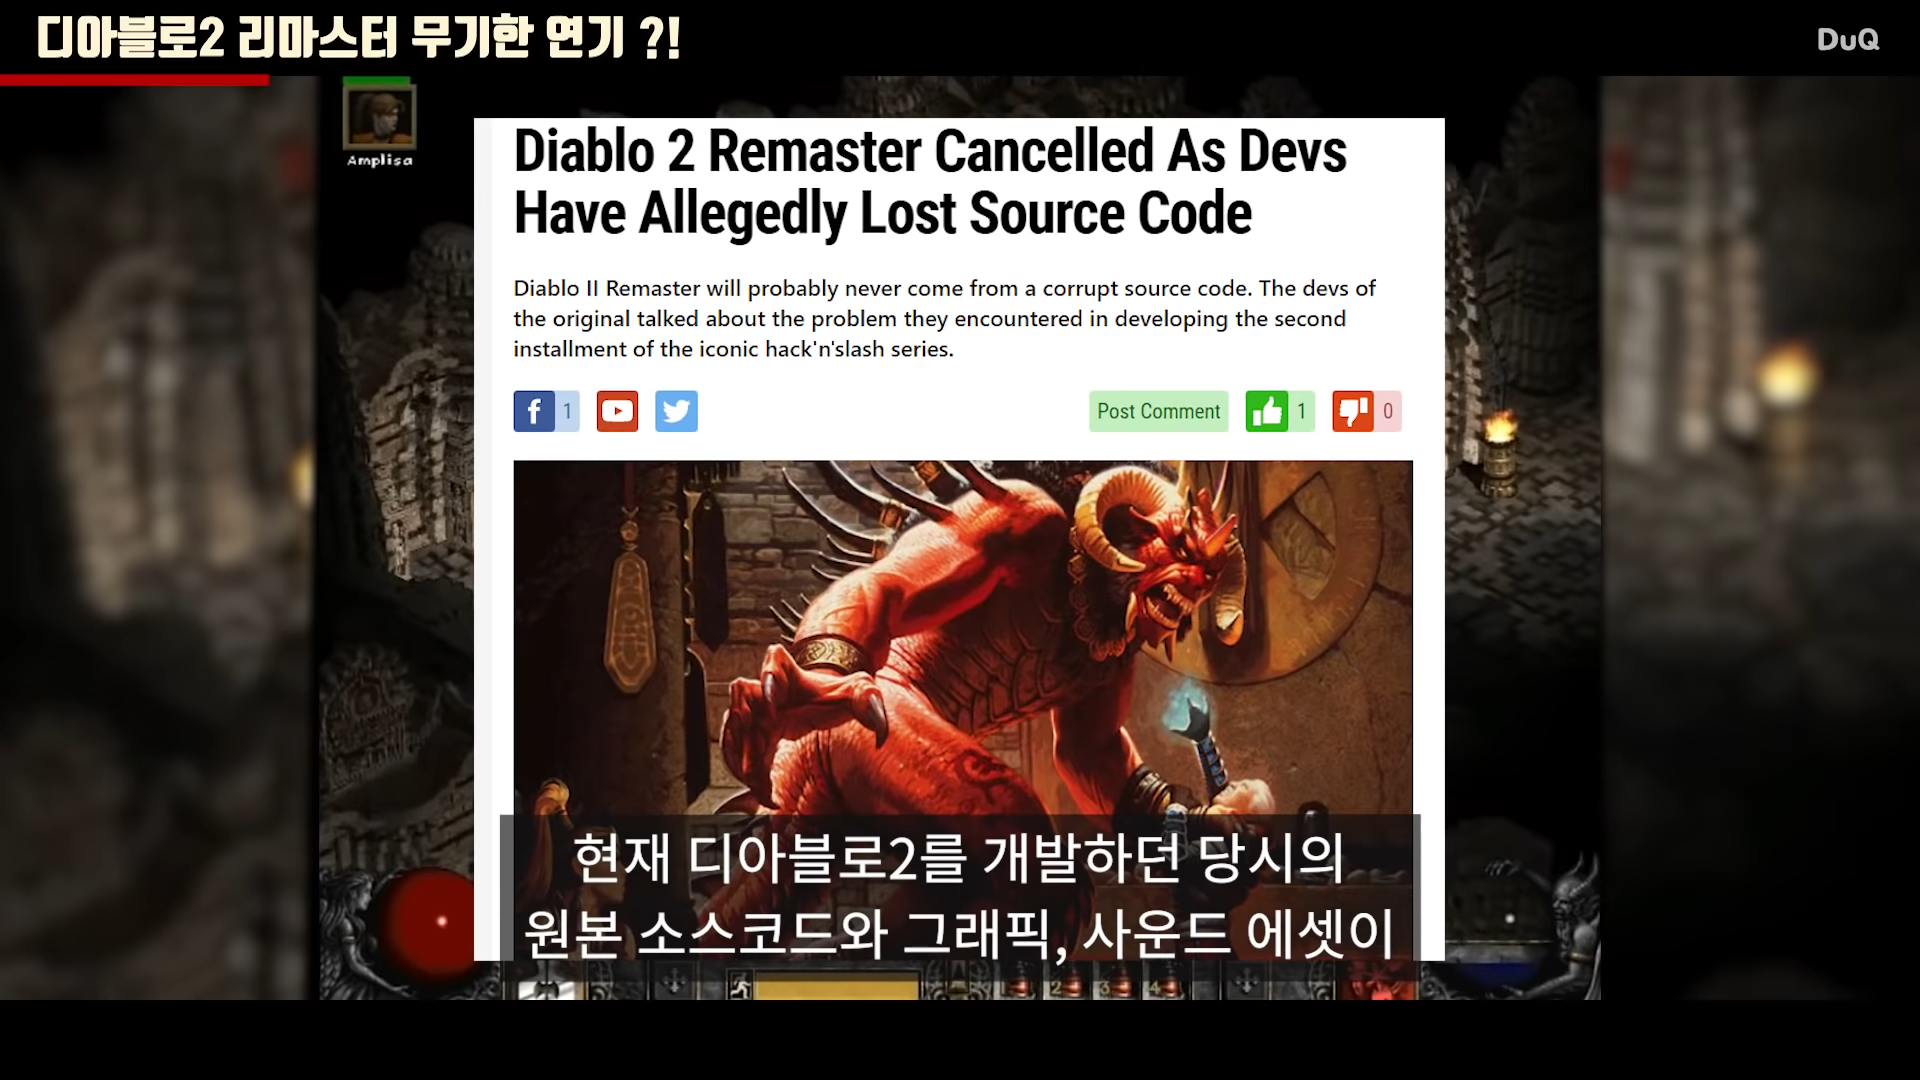 디아블로2 리마스터 무기한 연기 ?!
DuQ
Amplisa
Diablo 2 Remaster Cancelled As Devs
Have Allegedly Lost Source Code
Diablo II Remaster will probably never come from a corrupt source code. The devs of
the original talked about the problem they encountered in developing the second
installment of the iconic hack'n'slash series.
f 1
Post Comment
1
0
현재 디아블로2를 개발하던 당시의
원본 소스코드와 그래픽, 사운드 에셋이
2 3 4